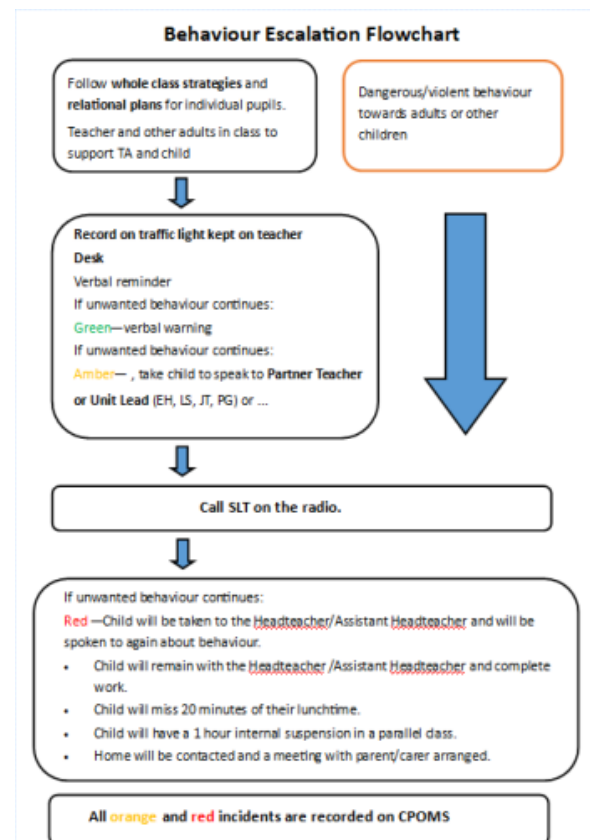 Behaviour Escalation Flowchart
Follow whole class strategies and
relational plans for individual pupils.
Teacher and other adults in class to
support TA and child
Dangerous/violent behaviour
towards adults or other
children
Record on traffic light kept on teacher
Desk
Verbal reminder
If unwanted behaviour continues:
Green—verbal warning
If unwanted behaviour continues:
Amber— , take child to speak to Partner Teacher
or Unit Lead (EH, LS, JT, PG) or ...
Call SLT on the radio.
If unwanted behaviour continues:
Red —Child will be taken to the Headteacher/Assistant Headteacher and will be
spoken to again about behaviour.
• Child will remain with the Headteacher /Assistant Headteacher and complete
work.
• Child will miss 20 minutes of their lunchtime.
• Child will have a 1 hour internal suspension in a parallel class.
• Home will be contacted and a meeting with parent/carer arranged.
All orange and red incidents are recorded on CPOMS